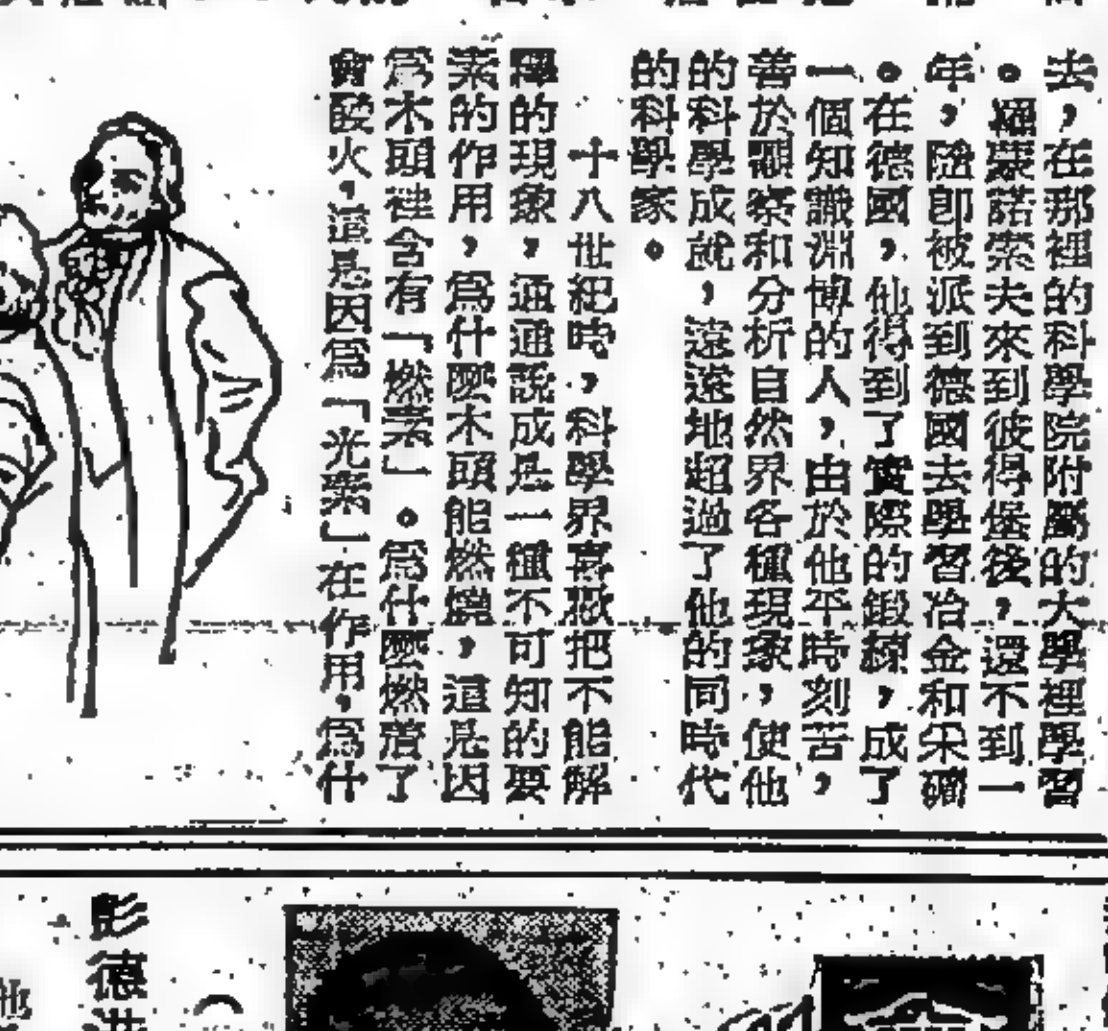 去，在那裡的科學院附屬的大學裡學習
。羅蒙諾索夫來到彼得堡後，還不到一
年，隨卽被派到德國去學習冶金和采礦
。在德國，他得到了實際的鍛練，成了
一個知識淵博的人，由於他平時刻苦，
善於觀察和分析自然界各種現象，使他
的科學成就，遠遠地超過了他的同時代
的科學家。
十八世紀時，科學界喜歡把不能解
釋的現象，通通說成是一種不可知的要
素的作用，爲什麼木頭能燃燒，這是因
爲木頭裡含有「燃素」。爲什麼燃着了
會發火，這是因爲「光素」在作用，爲什
彭德